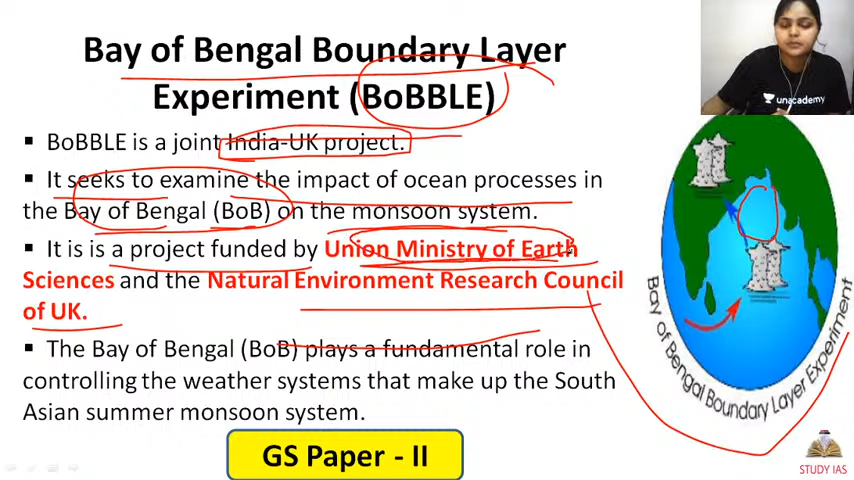 Bay of Bengal Boundary Layer
Experiment (BoBBLE)
unacademy
▪ BoBBLE is a joint India-UK project.
▪ It seeks to examine the impact of ocean processes in
the Bay of Bengal (BoB) on the monsoon system.
▪ It is is a project funded by Union Ministry of Earth
Sciences and the Natural Environment Research Council
of UK.
▪ The Bay of Bengal (BoB) plays a fundamental role in
controlling the weather systems that make up the South
Asian summer monsoon system.
Bay of Bengal Boundary Layer Experiment
GS Paper - II
STUDY IAS